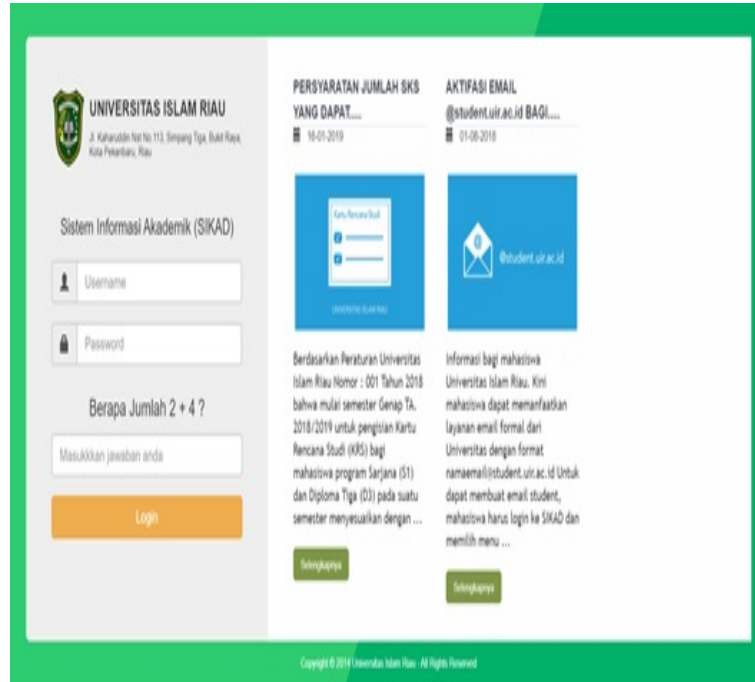 UNIVERSITAS ISLAM RIAU
Jl. Kaharuddin Nst No.113, Simpang Tiga, Bukit Raya,
Kota Pekanbaru, Riau
Sistem Informasi Akademik (SIKAD)
Username
Password
Berapa Jumlah 2 + 4 ?
Masukkkan jawaban anda
Login
PERSYARATAN JUMLAH SKS
YANG DAPAT.....
16-01-2019
Kartu Rencana Studi
UNIVERSITAS ISLAM RIAU
Berdasarkan Peraturan Universitas
Islam Riau Nomor : 001 Tahun 2018
bahwa mulai semester Genap TA.
2018/2019 untuk pengisian Kartu
Rencana Studi (KRS) bagi
mahasiswa program Sarjana (S1)
dan Diploma Tiga (D3) pada suatu
semester menyesuaikan dengan ...
Selengkapnya
AKTIFASI EMAIL
@student.uir.ac.id BAGI.....
01-08-2018
@
@student.uir.ac.id
Informasi bagi mahasiswa
Universitas Islam Riau. Kini
mahasiswa dapat memanfaatkan
layanan email formal dari
Universitas dengan format
namaemail@student.uir.ac.id Untuk
dapat membuat email student,
mahasiswa harus login ke SIKAD dan
memilih menu ...
Selengkapnya
Copyright © 2014 Universitas Islam Riau - All Rights Reserved